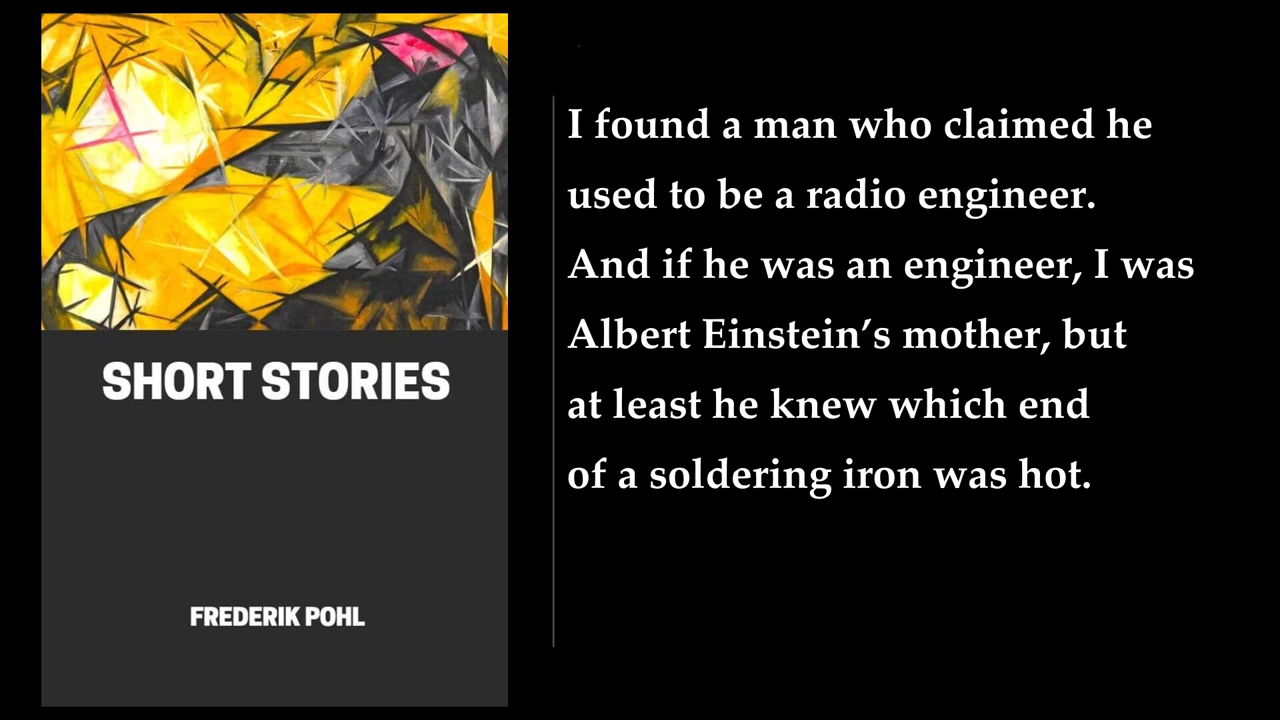 SHORT STORIES
FREDERIK POHL
I found a man who claimed he
used to be a radio engineer.
And if he was an engineer, I was
Albert Einstein’s mother, but
at least he knew which end
of a soldering iron was hot.